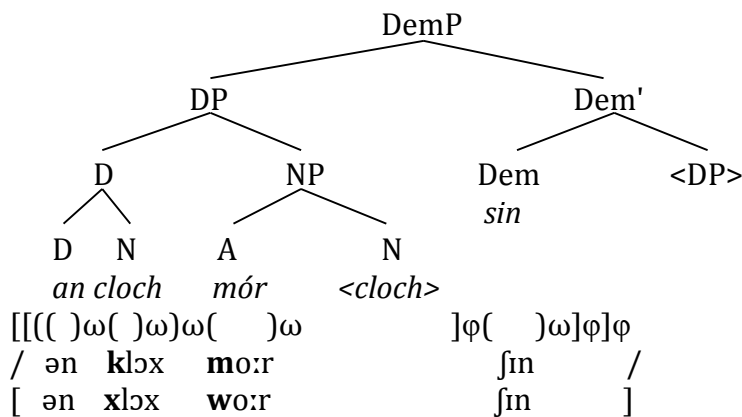 DemP
DP Dem'
D NP Dem <DP>
sin
D N A N
an cloch mór <cloch>
[[(( )ω( )ω)ω( )ω ]φ( )ω]φ]φ
/ ən klɔx moːr ʃɪn /
[ ən xlɔx woːr ʃɪn ]